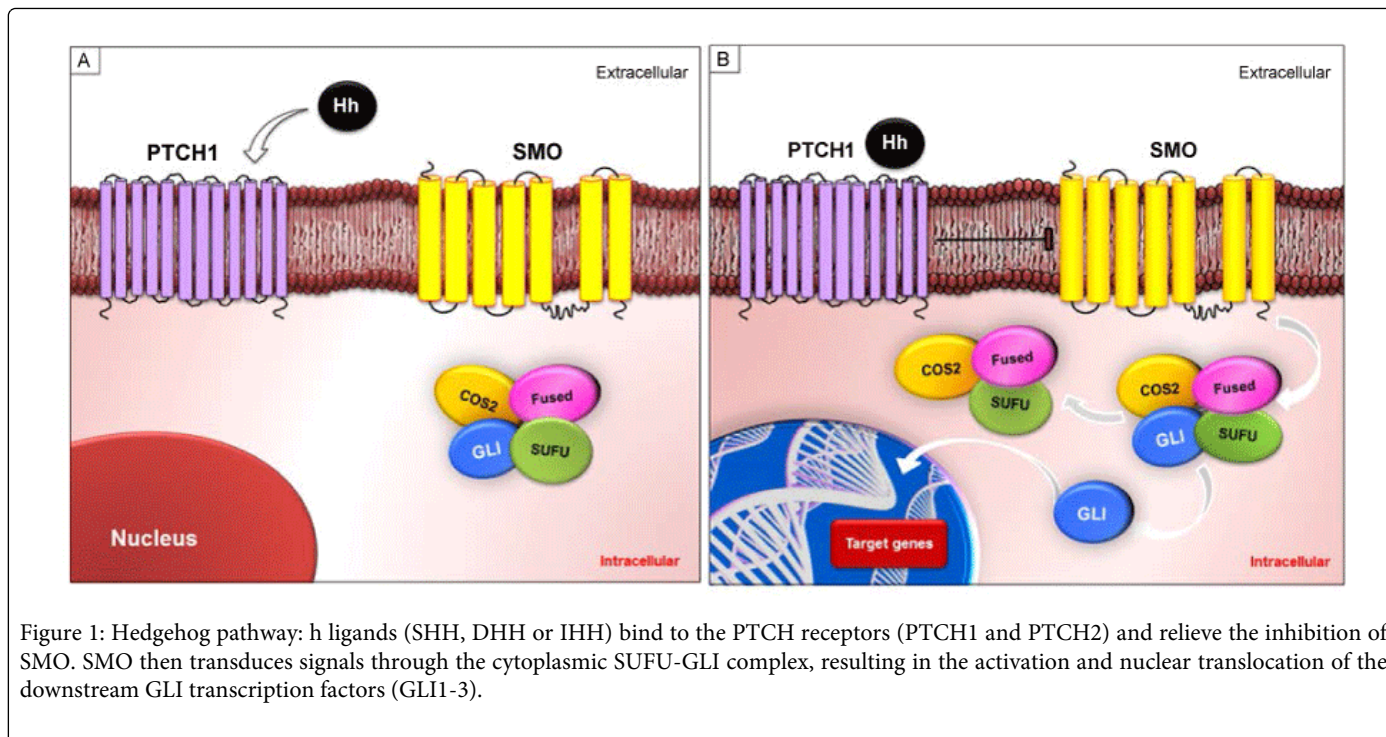 A
Extracellular
Hh
PTCH1
SMO
COS2
Fused
GLI
SUFU
Nucleus
Intracellular
B
Extracellular
PTCH1
Hh
SMO
COS2
Fused
SUFU
COS2
Fused
GLI
SUFU
GLI
Target genes
Intracellular
Figure 1: Hedgehog pathway: h ligands (SHH, DHH or IHH) bind to the PTCH receptors (PTCH1 and PTCH2) and relieve the inhibition of
SMO. SMO then transduces signals through the cytoplasmic SUFU-GLI complex, resulting in the activation and nuclear translocation of the
downstream GLI transcription factors (GLI1-3).